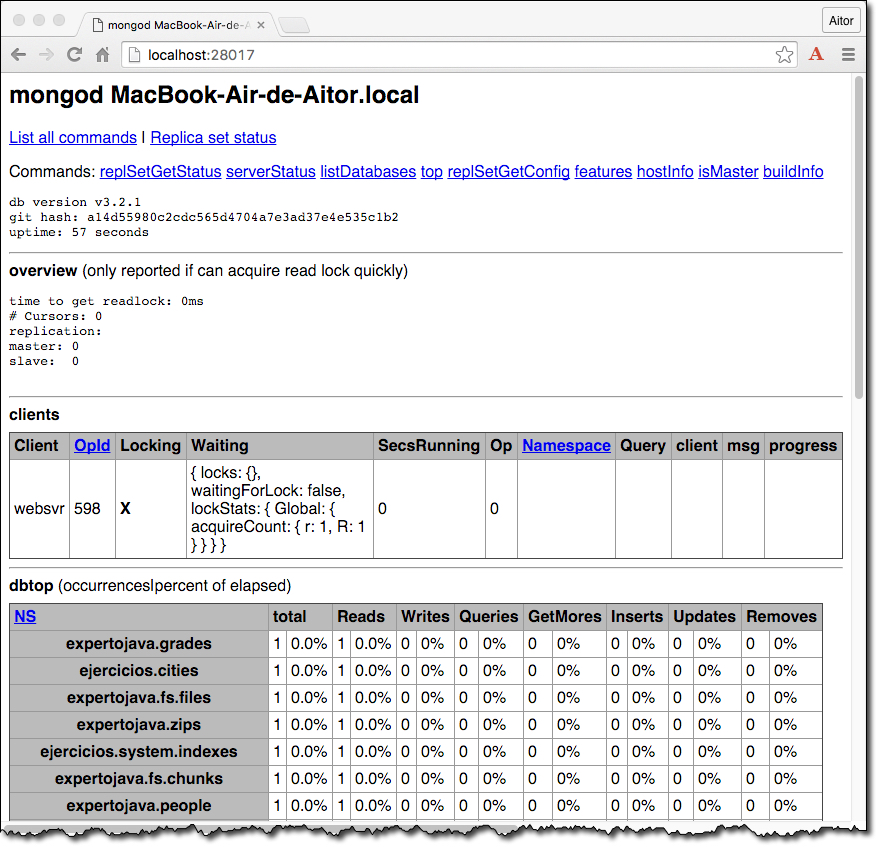 mongod MacBook-Air-de-A
Aitor
localhost:28017
A
mongod MacBook-Air-de-Aitor.local
List all commands | Replica set status
Commands: replSetGetStatus serverStatus listDatabases top replSetGetConfig features hostInfo isMaster buildInfo
db version v3.2.1
git hash: a14d55980c2cdc565d4704a7e3ad37e4e535c1b2
uptime: 57 seconds
overview (only reported if can acquire read lock quickly)
time to get readlock: 0ms
# Cursors: 0
replication:
master: 0
slave:  0
clients
Client OpId Locking Waiting SecsRunning Op Namespace Query client msg progress
{ locks: {},
waitingForLock: false,
websvr 598 X lockStats: { Global: { 0 0
acquireCount: { r: 1, R: 1
} } } }
dbtop (occurrences|percent of elapsed)
NS total Reads Writes Queries GetMores Inserts Updates Removes
expertojava.grades 1 0.0% 1 0.0% 0 0% 0 0% 0 0% 0 0% 0 0% 0 0%
ejercicios.cities 1 0.0% 1 0.0% 0 0% 0 0% 0 0% 0 0% 0 0% 0 0%
expertojava.fs.files 1 0.0% 1 0.0% 0 0% 0 0% 0 0% 0 0% 0 0% 0 0%
expertojava.zips 1 0.0% 1 0.0% 0 0% 0 0% 0 0% 0 0% 0 0% 0 0%
ejercicios.system.indexes 1 0.0% 1 0.0% 0 0% 0 0% 0 0% 0 0% 0 0% 0 0%
expertojava.fs.chunks 1 0.0% 1 0.0% 0 0% 0 0% 0 0% 0 0% 0 0% 0 0%
expertojava.people 1 0.0% 1 0.0% 0 0% 0 0% 0 0% 0 0% 0 0% 0 0%